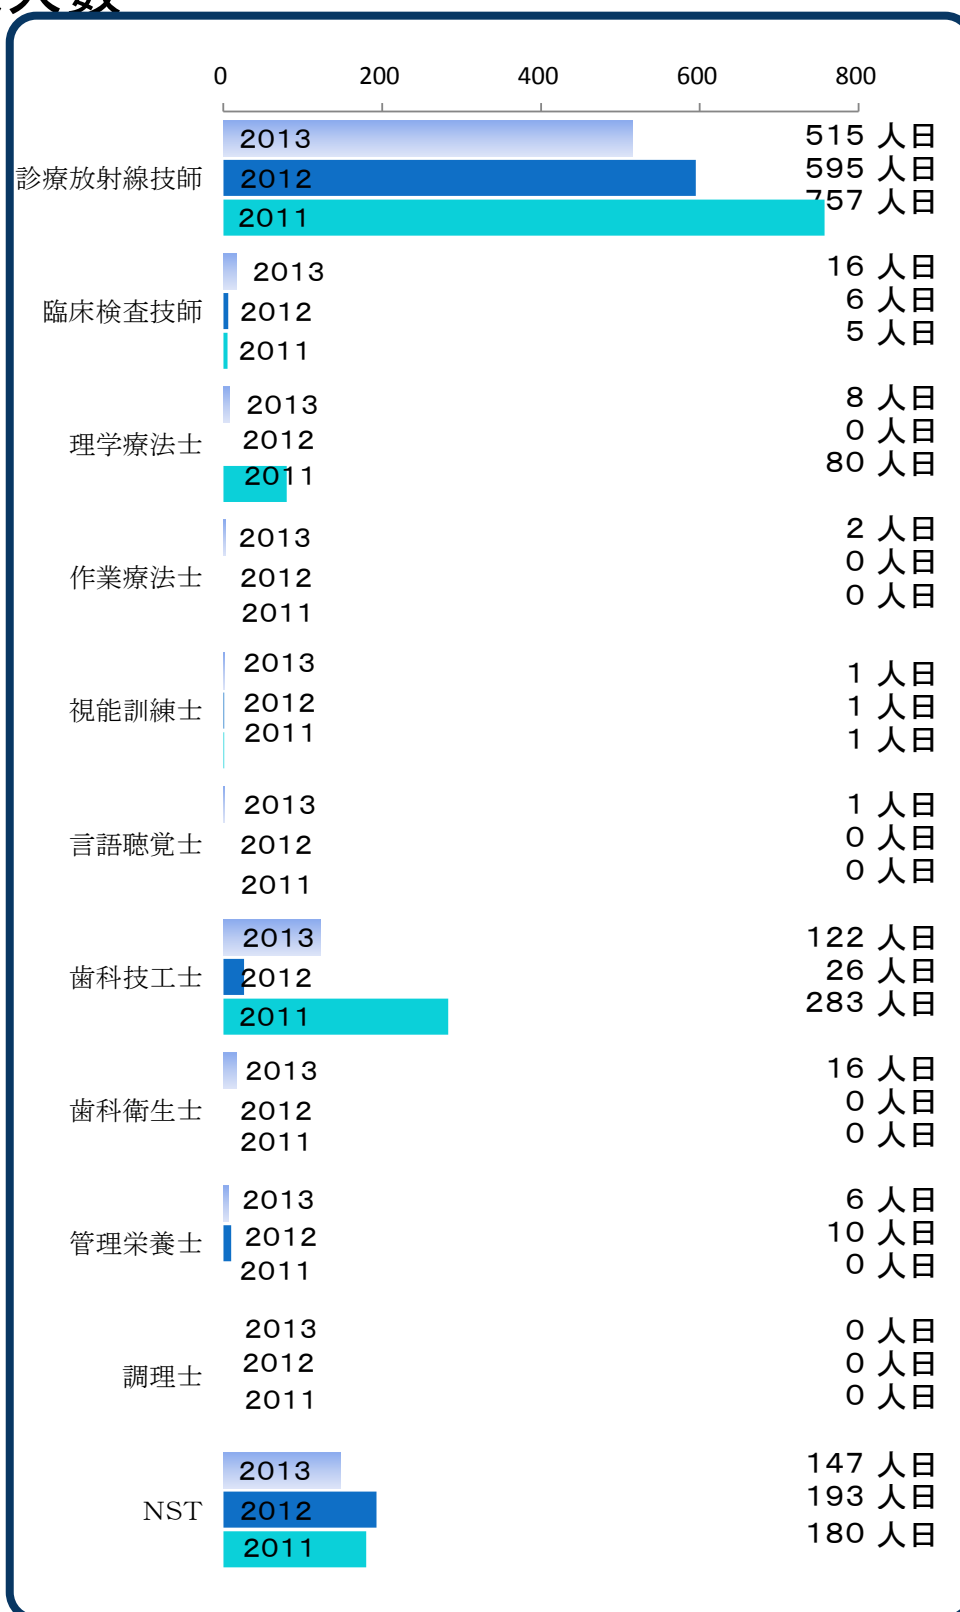 人数
0 200 400 600 800
診療放射線技師
2013 515 人日
2012 595 人日
2011 757 人日
臨床検査技師
2013 16 人日
2012 6 人日
2011 5 人日
理学療法士
2013 8 人日
2012 0 人日
2011 80 人日
作業療法士
2013 2 人日
2012 0 人日
2011 0 人日
視能訓練士
2013 1 人日
2012 1 人日
2011 1 人日
言語聴覚士
2013 1 人日
2012 0 人日
2011 0 人日
歯科技工士
2013 122 人日
2012 26 人日
2011 283 人日
歯科衛生士
2013 16 人日
2012 0 人日
2011 0 人日
管理栄養士
2013 6 人日
2012 10 人日
2011 0 人日
調理士
2013 0 人日
2012 0 人日
2011 0 人日
NST
2013 147 人日
2012 193 人日
2011 180 人日